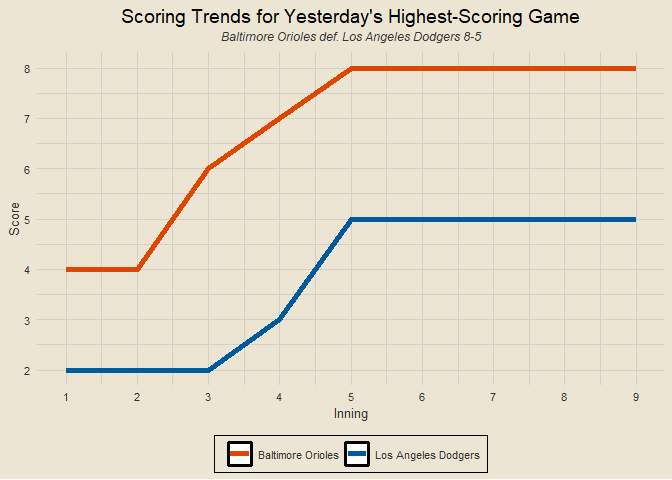 Scoring Trends for Yesterday's Highest-Scoring Game
Baltimore Orioles def. Los Angeles Dodgers 8-5
8
7
6
5
4
3
2
Score
1 2 3 4 5 6 7 8 9
Inning
Baltimore Orioles Los Angeles Dodgers